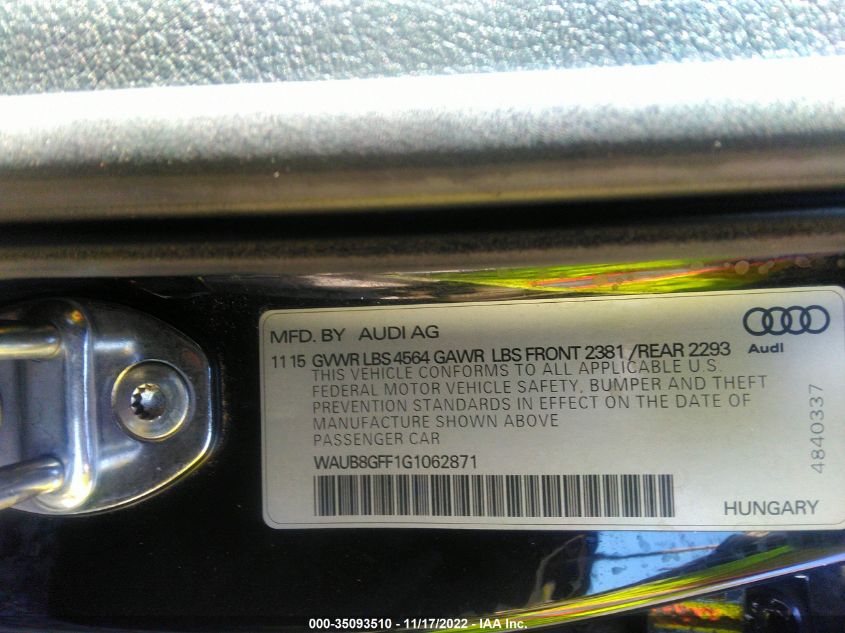 MFD. BY AUDI AG
11 15 GVWR LBS 4564 GAWR LBS FRONT 2381 /REAR 2293
THIS VEHICLE CONFORMS TO ALL APPLICABLE U.S.
FEDERAL MOTOR VEHICLE SAFETY, BUMPER AND THEFT
PREVENTION STANDARDS IN EFFECT ON THE DATE OF
MANUFACTURE SHOWN ABOVE
PASSENGER CAR
WAUB8GFF1G1062871
Audi
4840337
HUNGARY
000-35093510 - 11/17/2022 - IAA Inc.